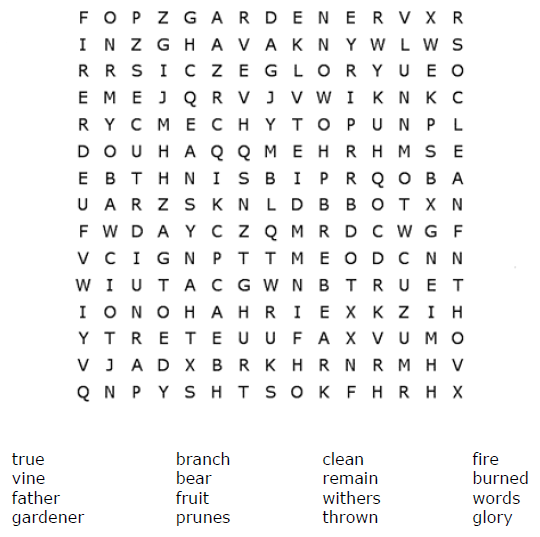 F O P Z G A R D E N E R V X R
I N Z G H A V A K N Y W L W S
R R S I C Z E G L O R Y U E O
E M E J Q R V J V W I K N K C
R Y C M E C H Y T O P U N P L
D O U H A Q Q M E H R H M S E
E B T H N I S B I P R Q O B A
U A R Z S K N L D B B O T X N
F W D A Y C Z Q M R D C W G F
V C I G N P T T M E O D C N N
W I U T A C G W N B T R U E T
I O N O H A H R I E X K Z I H
Y T R E T E U U F A X V U M O
V J A D X B R K H R N R M H V
Q N P Y S H T S O K F H R H X
true branch clean fire
vine bear remain burned
father fruit withers words
gardener prunes thrown glory